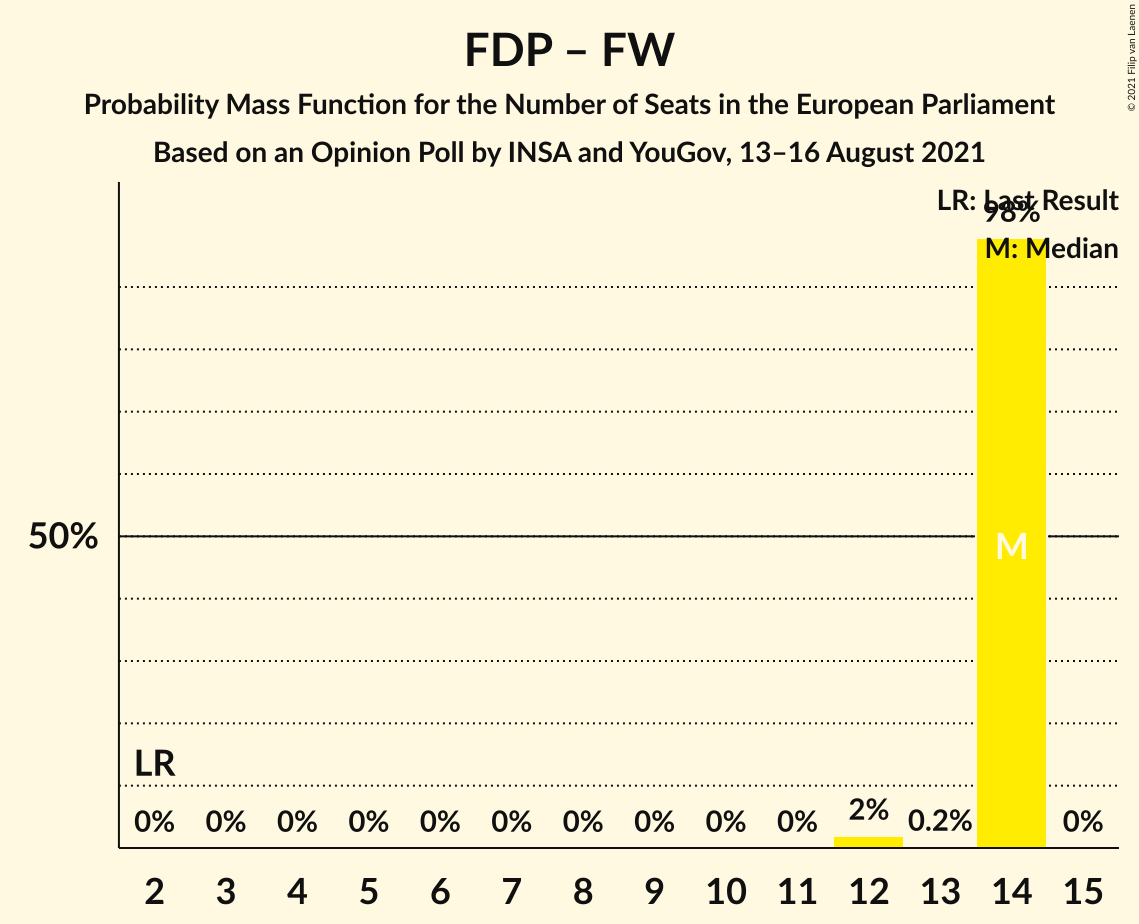 FDP – FW
Probability Mass Function for the Number of Seats in the European Parliament
Based on an Opinion Poll by INSA and YouGov, 13–16 August 2021
© 2021 Filip van Laenen
LR: Last Result
98%
M: Median
50%
M
LR
0% 0% 0% 0% 0% 0% 0% 0% 0% 0% 2% 0.2% 0%
2 3 4 5 6 7 8 9 10 11 12 13 14 15